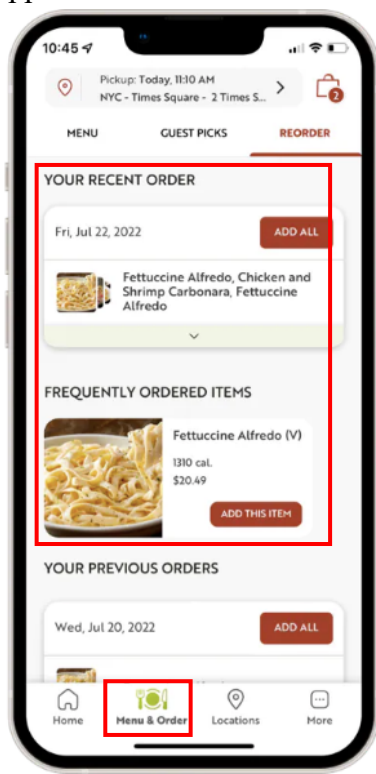 10:45
Pickup: Today, 11:10 AM
NYC - Times Square - 2 Times S...
2
MENU
GUEST PICKS
REORDER
YOUR RECENT ORDER
Fri, Jul 22, 2022
ADD ALL
Fettuccine Alfredo, Chicken and
Shrimp Carbonara, Fettuccine
Alfredo
FREQUENTLY ORDERED ITEMS
Fettuccine Alfredo (V)
1310 cal.
$20.49
ADD THIS ITEM
YOUR PREVIOUS ORDERS
Wed, Jul 20, 2022
ADD ALL
Home
Menu & Order
Locations
More